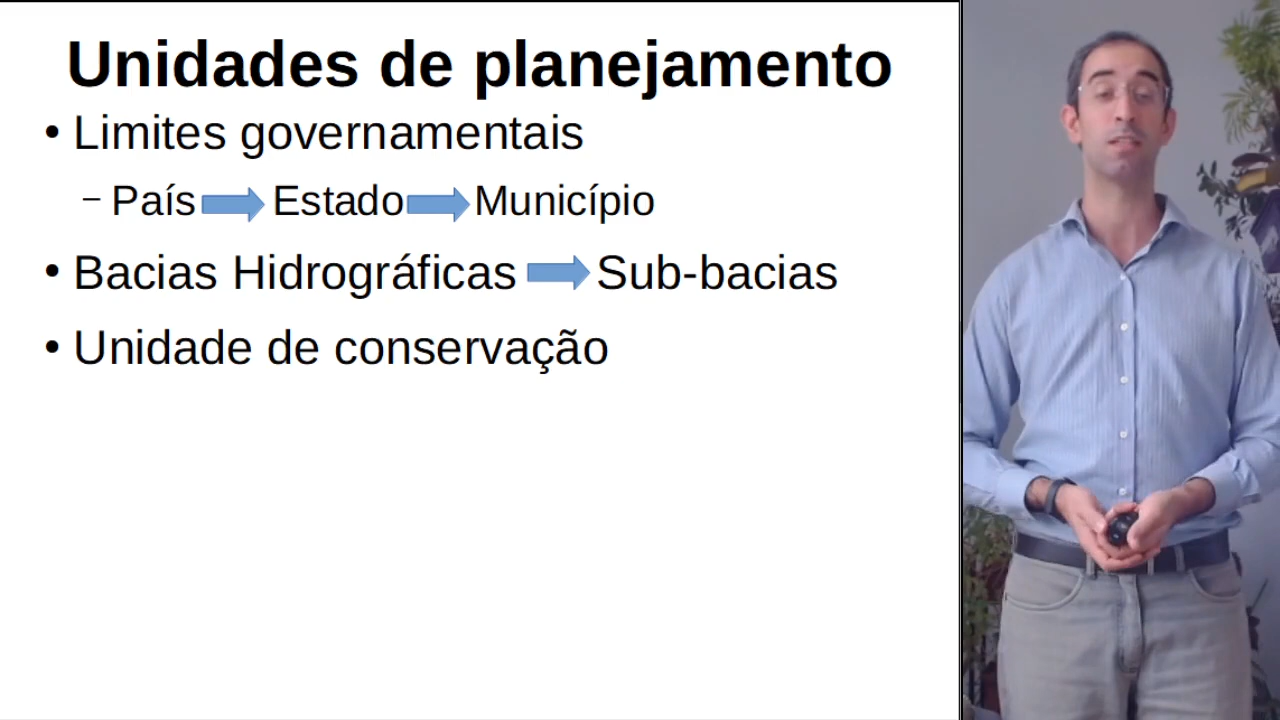 Unidades de planejamento
• Limites governamentais
– País Estado Município
• Bacias Hidrográficas Sub-bacias
• Unidade de conservação